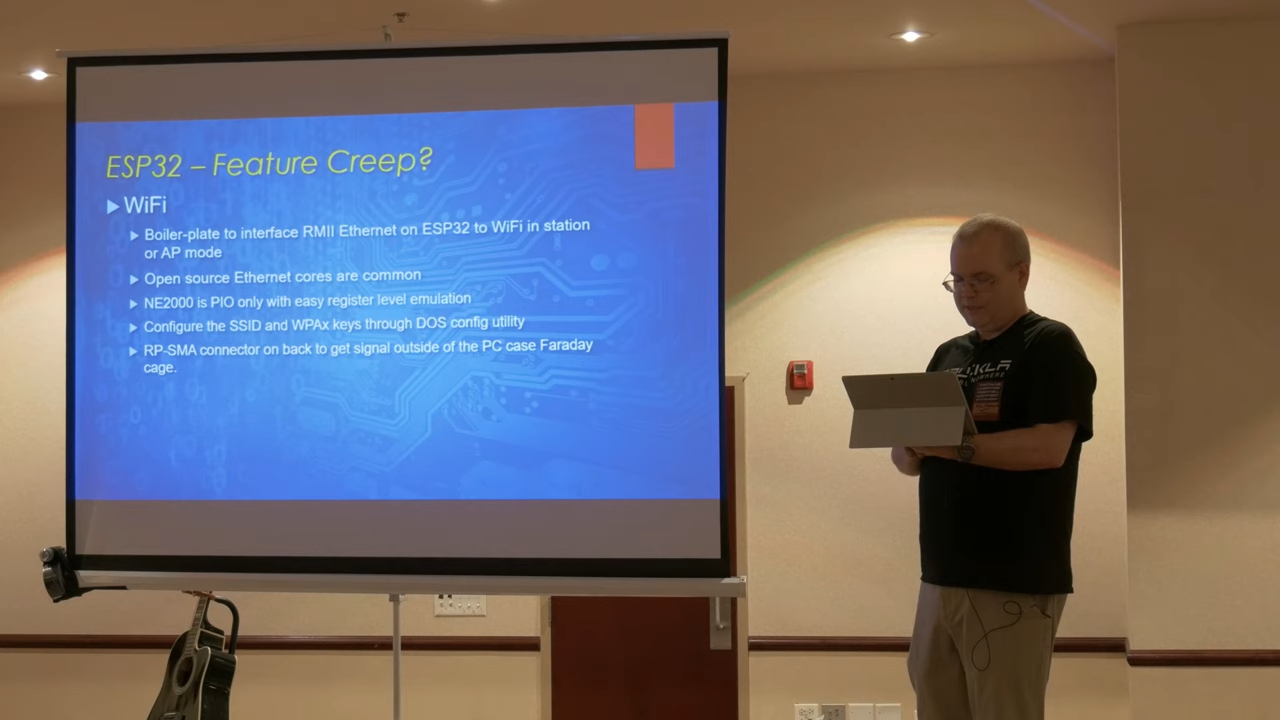 ESP32 – Feature Creep?
WiFi
Boiler-plate to interface RMII Ethernet on ESP32 to WiFi in station
or AP mode
Open source Ethernet cores are common
NE2000 is PIO only with easy register level emulation
Configure the SSID and WPAx keys through DOS config utility
RP-SMA connector on back to get signal outside of the PC case Faraday
cage.